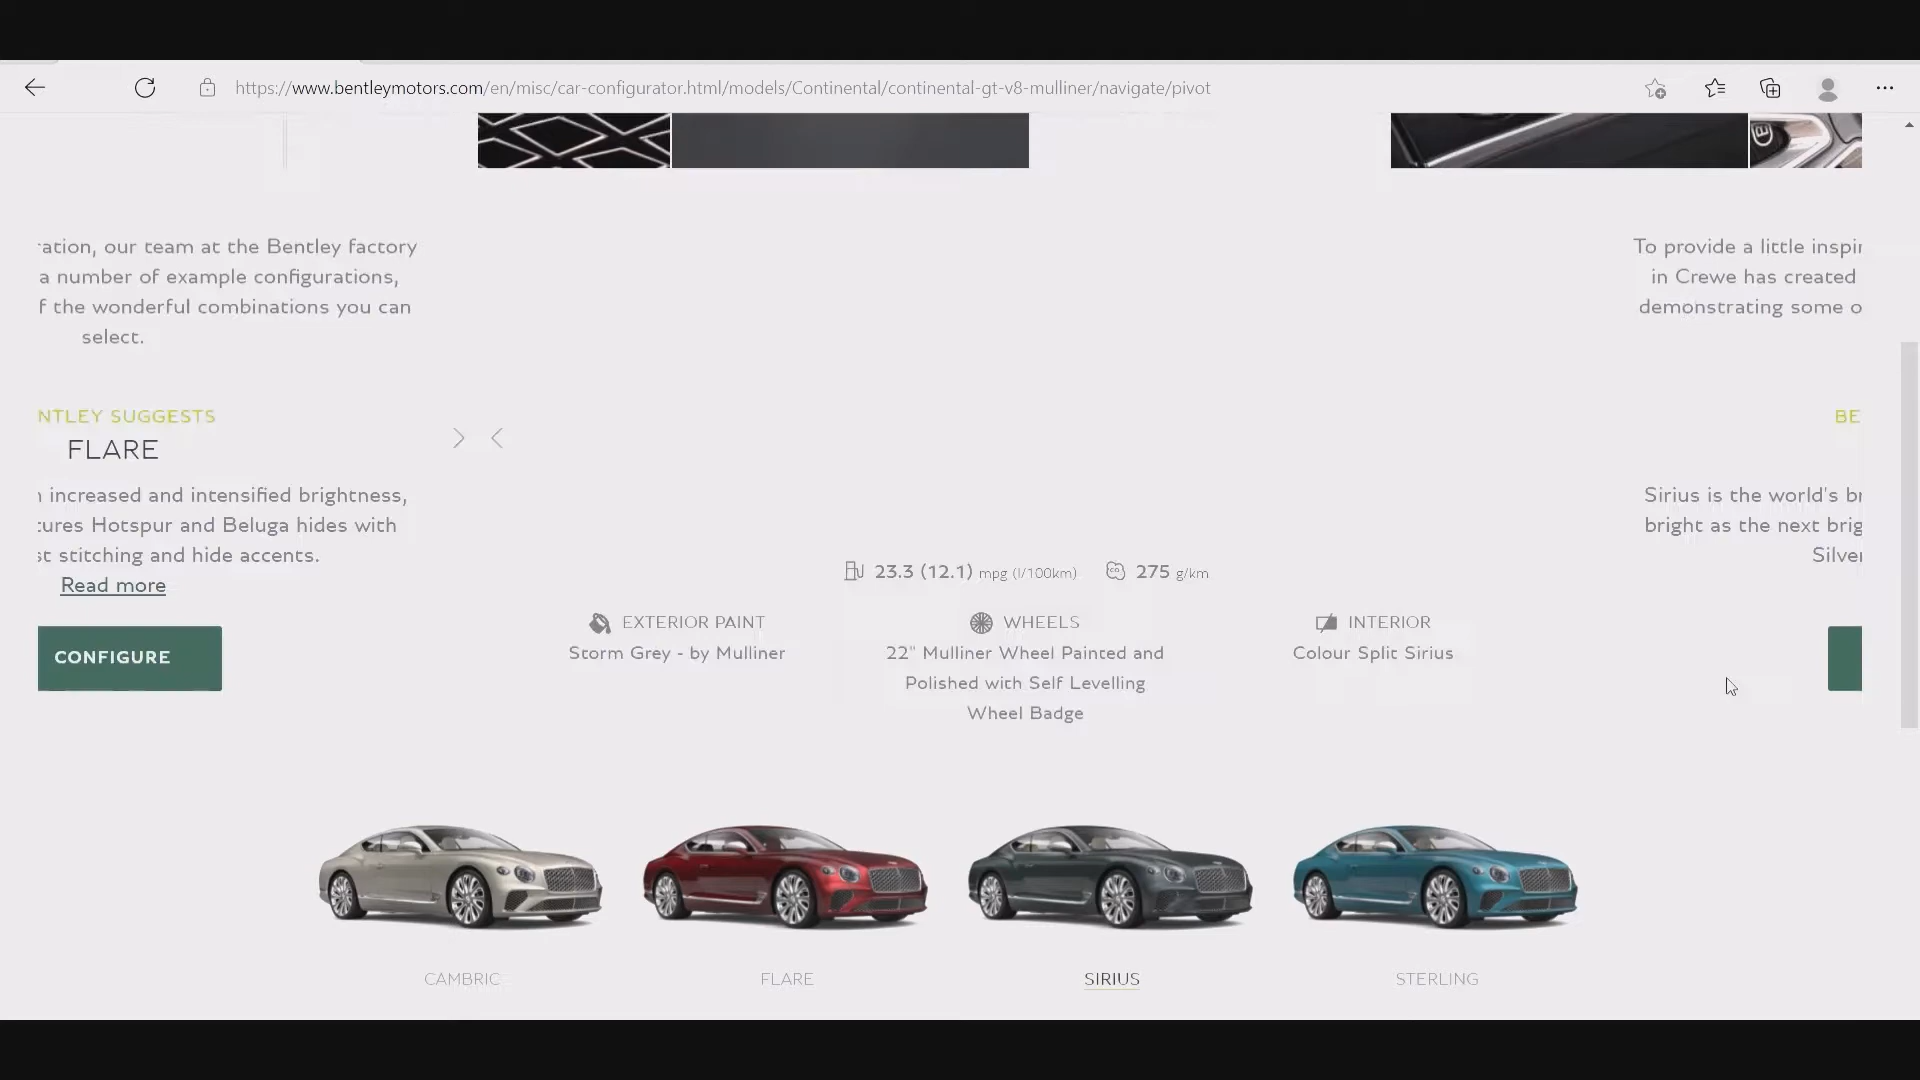 https://www.bentleymotors.com/en/misc/car-configurator.html/models/Continental/continental-gt-v8-mulliner/navigate/pivot
ation, our team at the Bentley factory
a number of example configurations,
f the wonderful combinations you can
select.
NTLEY SUGGESTS
FLARE
increased and intensified brightness,
tures Hotspur and Beluga hides with
st stitching and hide accents.
Read more
CONFIGURE
To provide a little inspir
in Crewe has created
demonstrating some o
BE
Sirius is the world's br
bright as the next brig
Silver
23.3 (12.1) mpg (l/100km) 275 g/km
EXTERIOR PAINT
Storm Grey - by Mulliner
WHEELS
22" Mulliner Wheel Painted and
Polished with Self Levelling
Wheel Badge
INTERIOR
Colour Split Sirius
CAMBRIC
FLARE
SIRIUS
STERLING